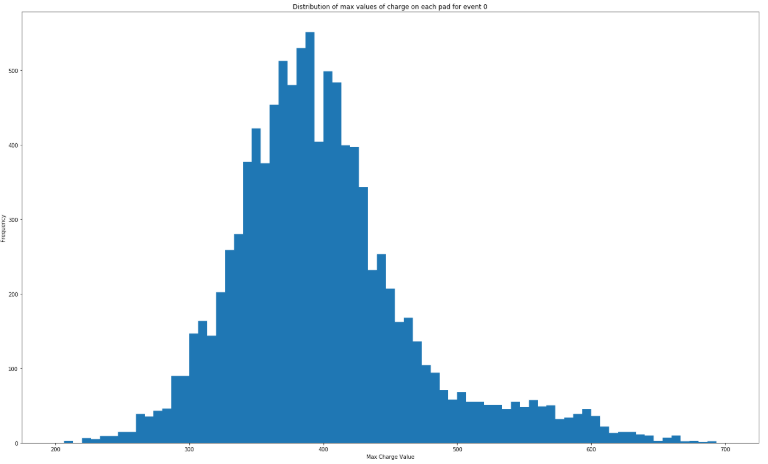 Distribution of max values of charge on each pad for event 0
Frequency
500
400
300
200
100
0
200 300 400 500 600 700
Max Charge Value